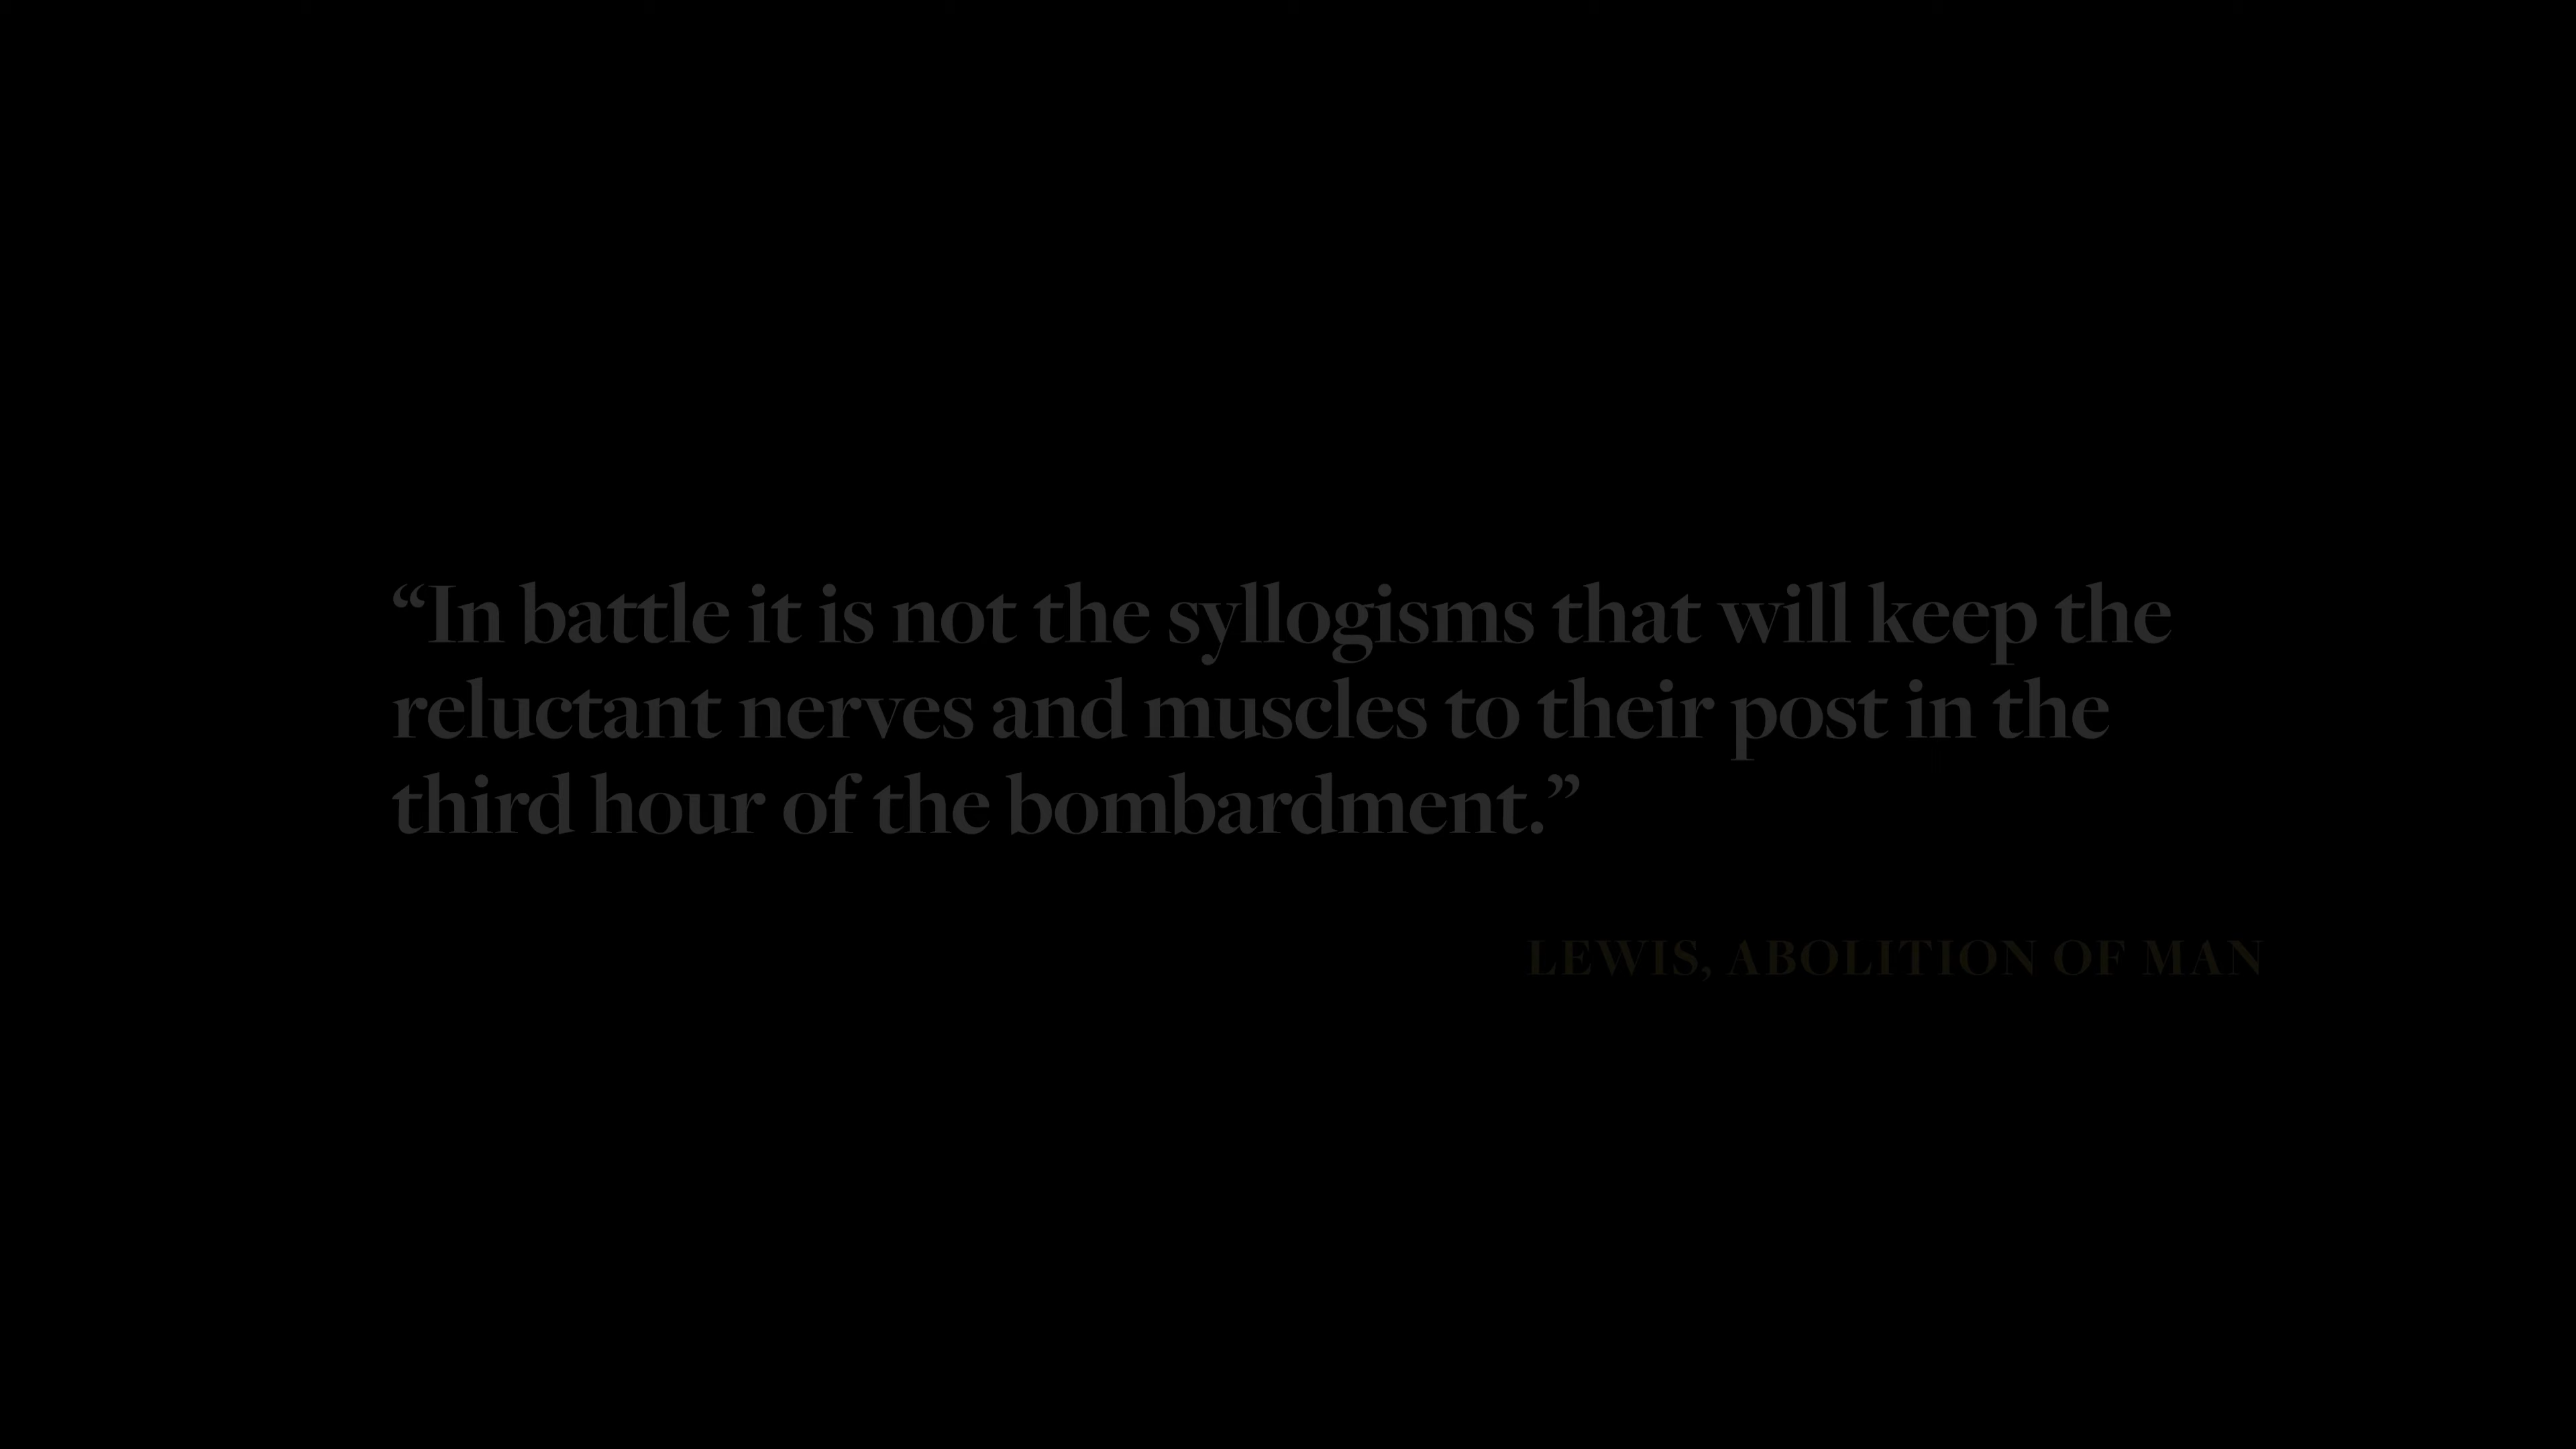 “In battle it is not the syllogisms that will keep the
reluctant nerves and muscles to their post in the
third hour of the bombardment.”
LEWIS, ABOLITION OF MAN